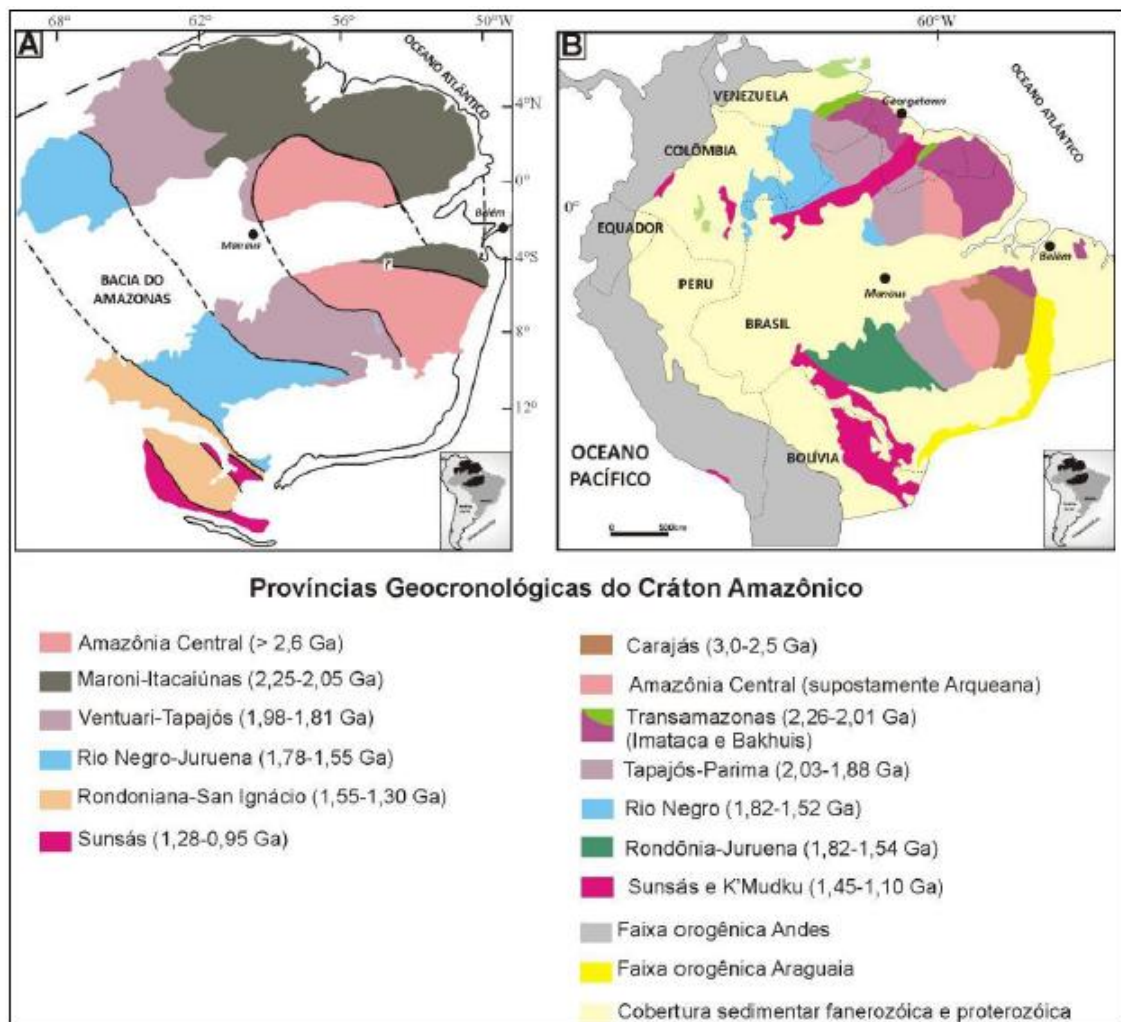 68° 62° 56° 50°W
A
OCEANO ATLÂNTICO
4°N
0°
Belém
Manaus
4°S
BACIA DO
AMAZONAS
?
8°
12°
60°W
B
VENEZUELA
Georgetown
OCEANO ATLÂNTICO
COLÔMBIA
0°
EQUADOR
Belém
PERU
Manaus
BRASIL
BOLÍVIA
OCEANO
PACÍFICO
0 500km
Províncias Geocronológicas do Cráton Amazônico
Amazônia Central (> 2,6 Ga)
Maroni-Itacaiúnas (2,25-2,05 Ga)
Ventuari-Tapajós (1,98-1,81 Ga)
Rio Negro-Juruena (1,78-1,55 Ga)
Rondoniana-San Ignácio (1,55-1,30 Ga)
Sunsás (1,28-0,95 Ga)
Carajás (3,0-2,5 Ga)
Amazônia Central (supostamente Arqueana)
Transamazonas (2,26-2,01 Ga)
(Imataca e Bakhuis)
Tapajós-Parima (2,03-1,88 Ga)
Rio Negro (1,82-1,52 Ga)
Rondônia-Juruena (1,82-1,54 Ga)
Sunsás e K'Mudku (1,45-1,10 Ga)
Faixa orogênica Andes
Faixa orogênica Araguaia
Cobertura sedimentar fanerozóica e proterozóica